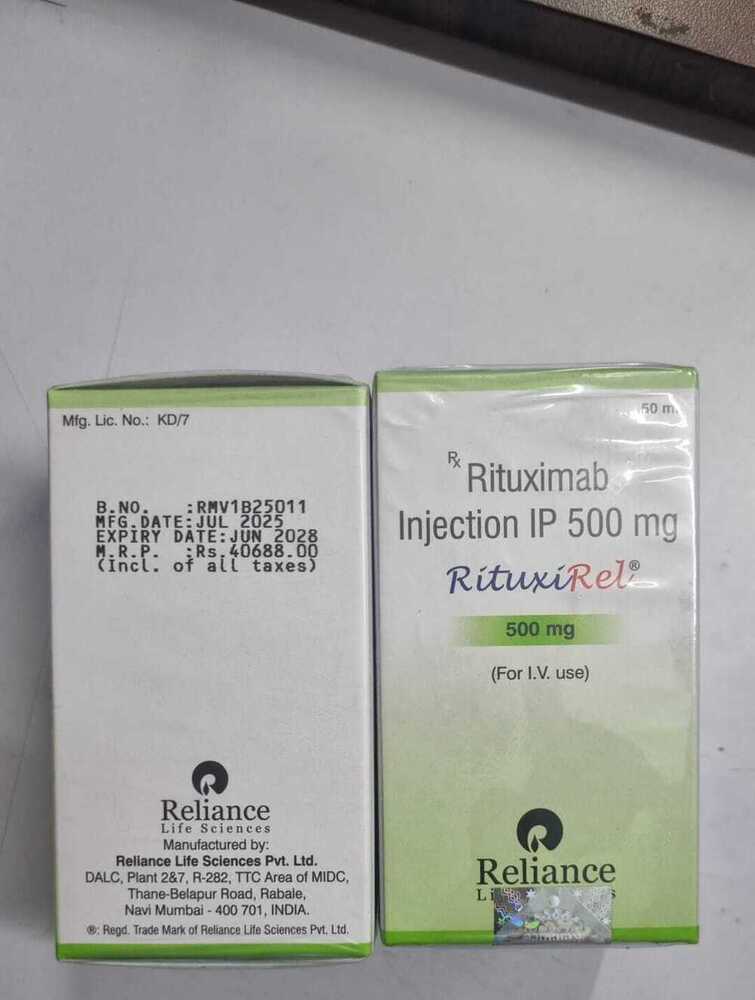 Mfg. Lic. No.: KD/7
B.NO. :RMV1B25011
MFG.DATE:JUL 2025
EXPIRY DATE:JUN 2028
M.R.P. :Rs.40688.00
(Incl. of all taxes)
Reliance
Life Sciences
Manufactured by:
Reliance Life Sciences Pvt. Ltd.
DALC, Plant 2&7, R-282, TTC Area of MIDC,
Thane-Belapur Road, Rabale,
Navi Mumbai - 400 701, INDIA.
®: Regd. Trade Mark of Reliance Life Sciences Pvt. Ltd.
50 m
Rx Rituximab
Injection IP 500 mg
RituxiRel®
500 mg
(For I.V. use)
Reliance